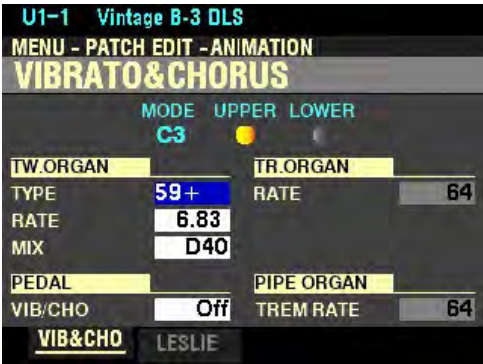 U1-1 Vintage B-3 DLS
MENU - PATCH EDIT -ANIMATION
VIBRATO&CHORUS
MODE UPPER LOWER
C3
TW.ORGAN TR.ORGAN
TYPE 59+ RATE 64
RATE 6.83
MIX D40
PEDAL PIPE ORGAN
VIB/CHO Off TREM RATE 64
VIB&CHO LESLIE